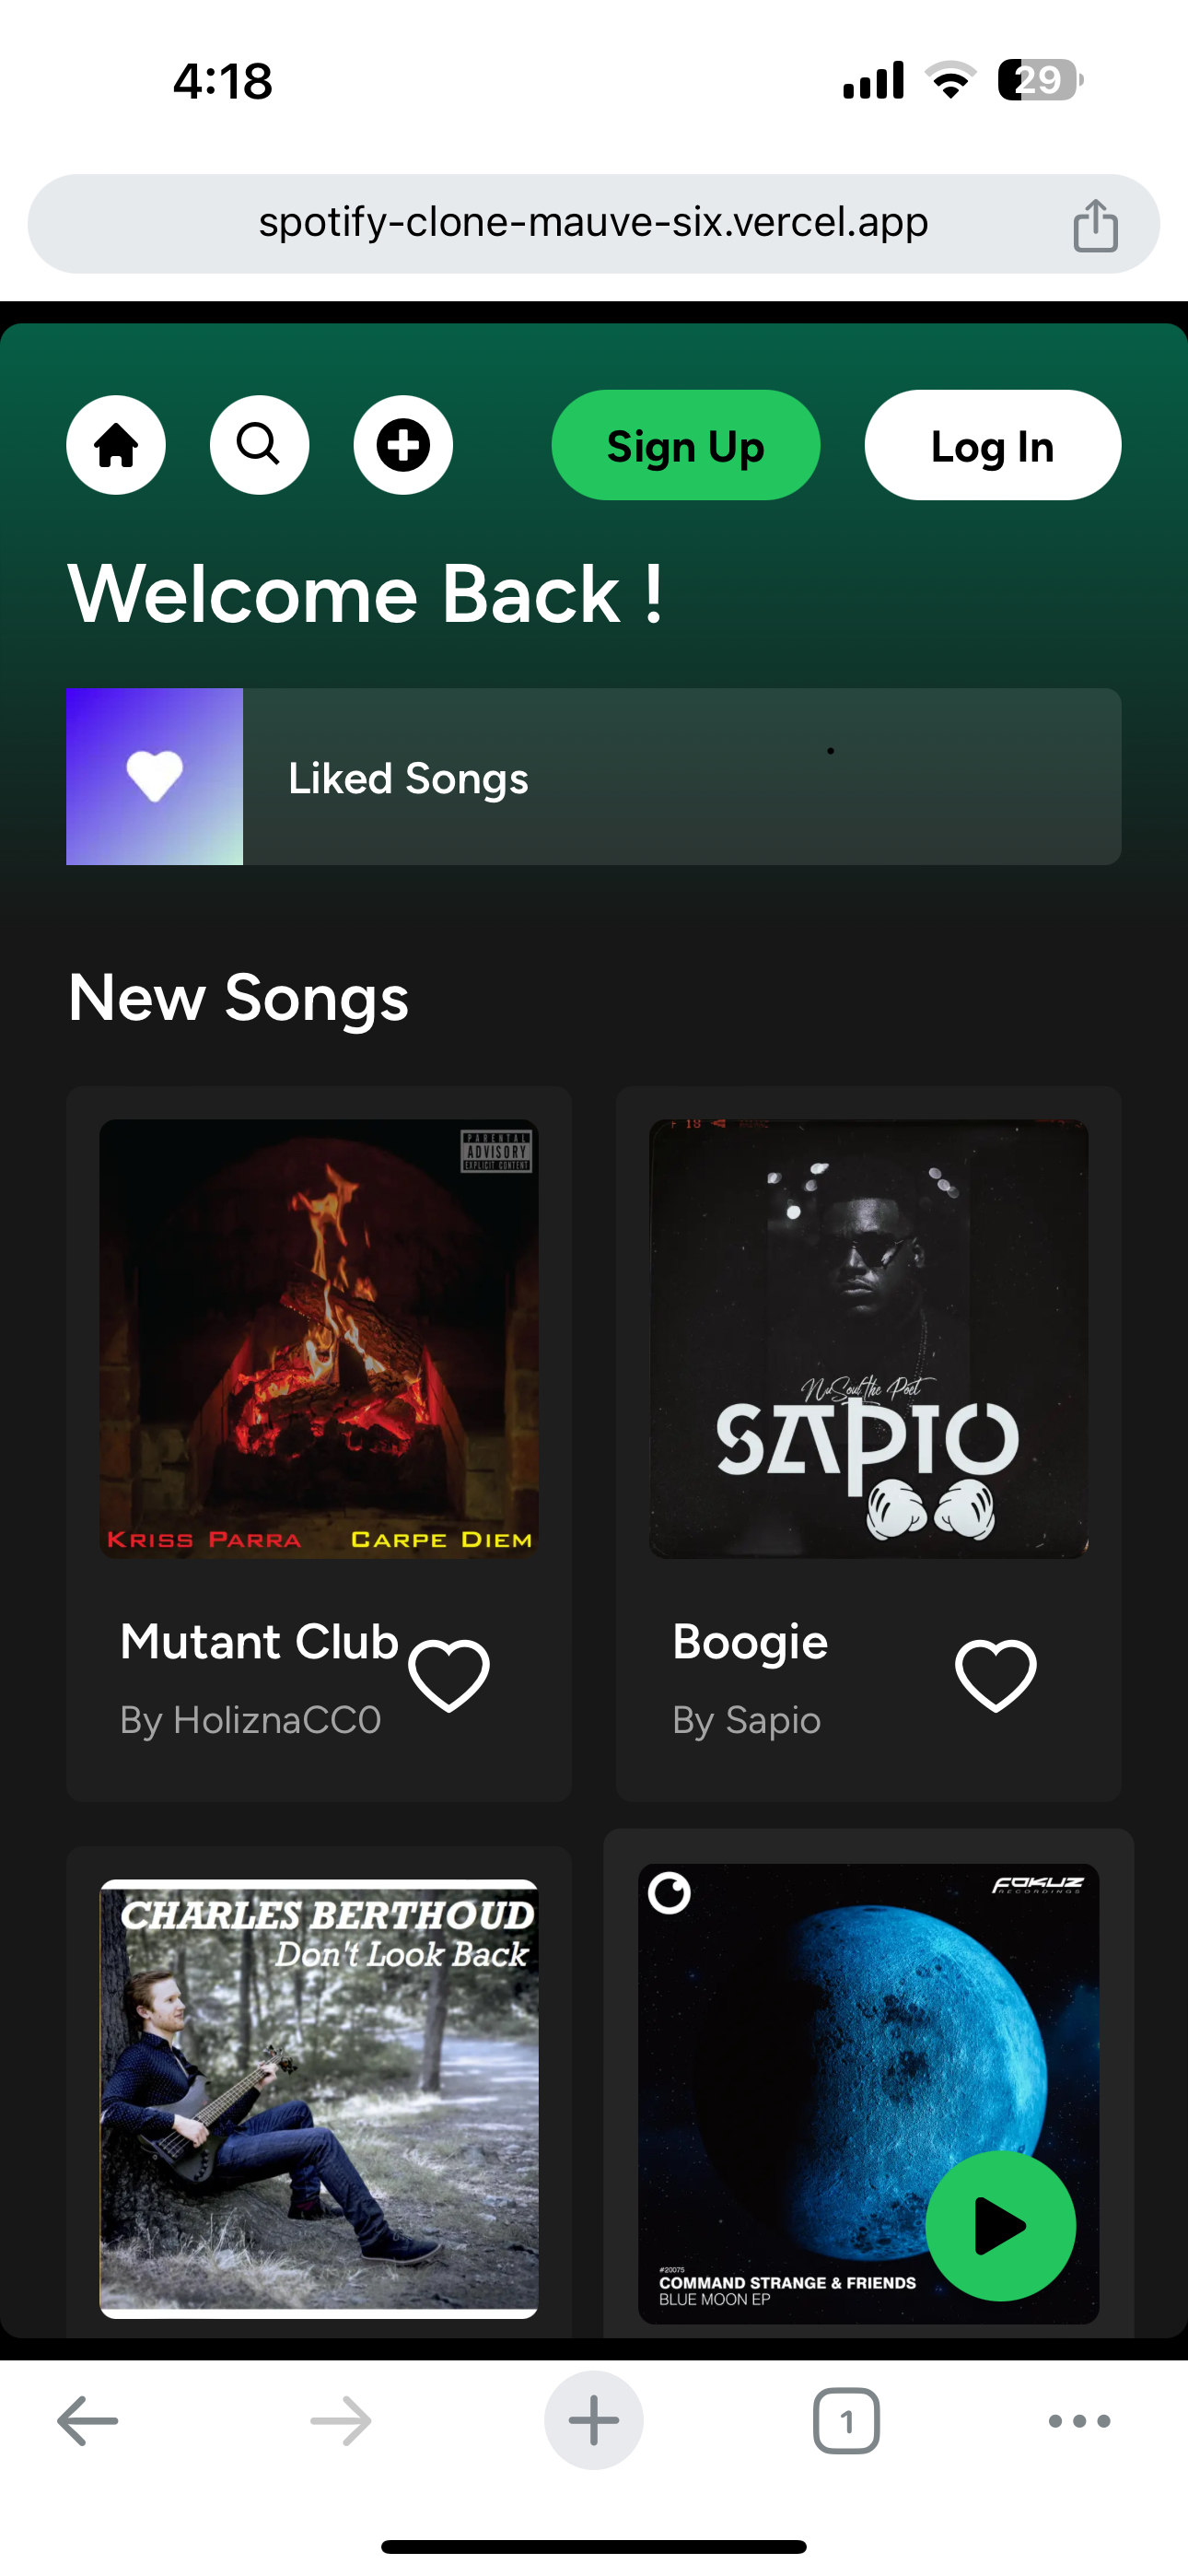 4:18
29
spotify-clone-mauve-six.vercel.app
Sign Up
Log In
Welcome Back !
Liked Songs
New Songs
PARENTAL
ADVISORY
EXPLICIT CONTENT
KRISS PARRA CARPE DIEM
Mutant Club
By HoliznaCC0
18
NuSoul the Poet
SAPIO
Boogie
By Sapio
CHARLES BERTHOUD
Don't Look Back
FOKUZ
RECORDINGS
#20075
COMMAND STRANGE & FRIENDS
BLUE MOON EP
1